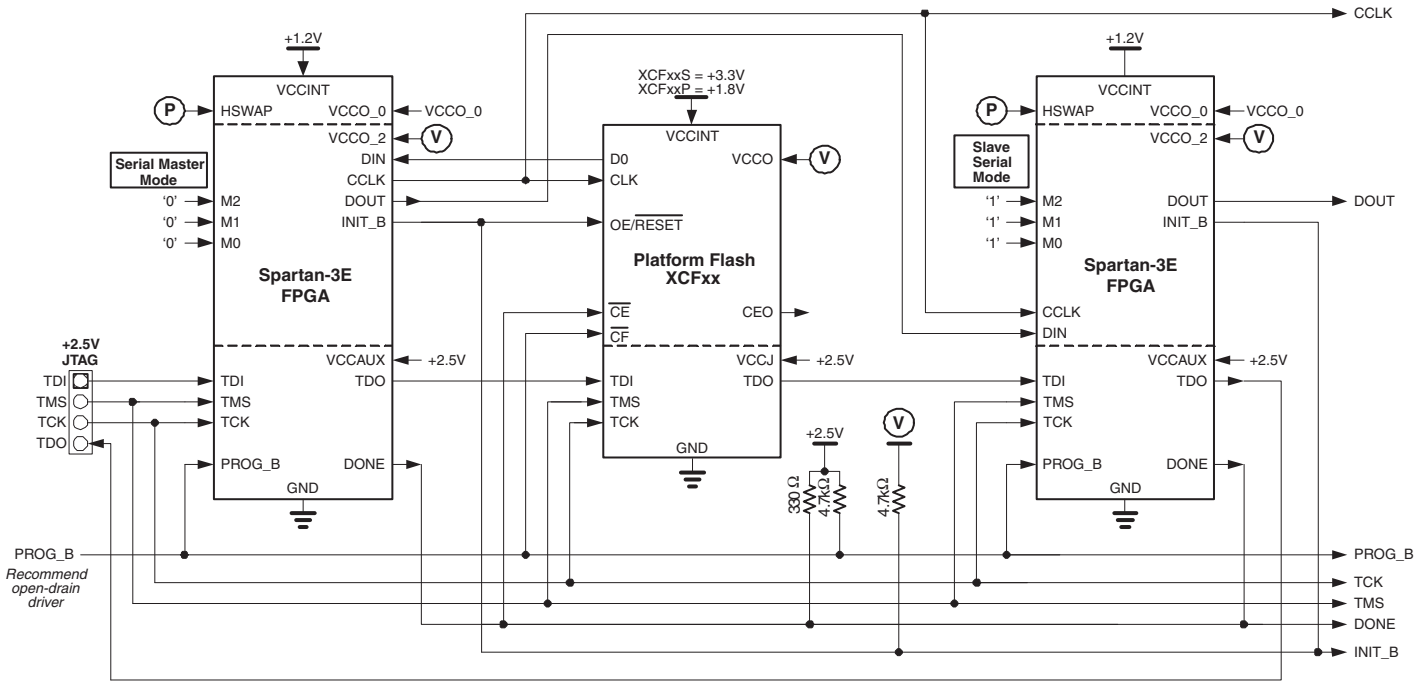 CCLK
+1.2V
VCCINT
P
HSWAP
VCCO_0
VCCO_0
VCCO_2
V
Serial Master
Mode
DIN
CCLK
DOUT
INIT_B
‘0’
M2
‘0’
M1
‘0’
M0
Spartan-3E
FPGA
VCCAUX
+2.5V
+2.5V
JTAG
TDI
TMS
TCK
TDO
TDI
TMS
TCK
TDO
PROG_B
DONE
GND
XCFxxS = +3.3V
XCFxxP = +1.8V
VCCINT
D0
CLK
VCCO
V
OE/RESET
Platform Flash
XCFxx
CE
CF
CEO
VCCJ
+2.5V
TDI
TMS
TCK
TDO
GND
+2.5V
330 Ω
4.7kΩ
V
4.7kΩ
+1.2V
VCCINT
P
HSWAP
VCCO_0
VCCO_0
VCCO_2
V
Slave
Serial
Mode
‘1’
M2
‘1’
M1
‘1’
M0
DOUT
DOUT
INIT_B
Spartan-3E
FPGA
CCLK
DIN
VCCAUX
+2.5V
TDI
TMS
TCK
TDO
PROG_B
DONE
GND
PROG_B
Recommend
open-drain
driver
PROG_B
TCK
TMS
DONE
INIT_B